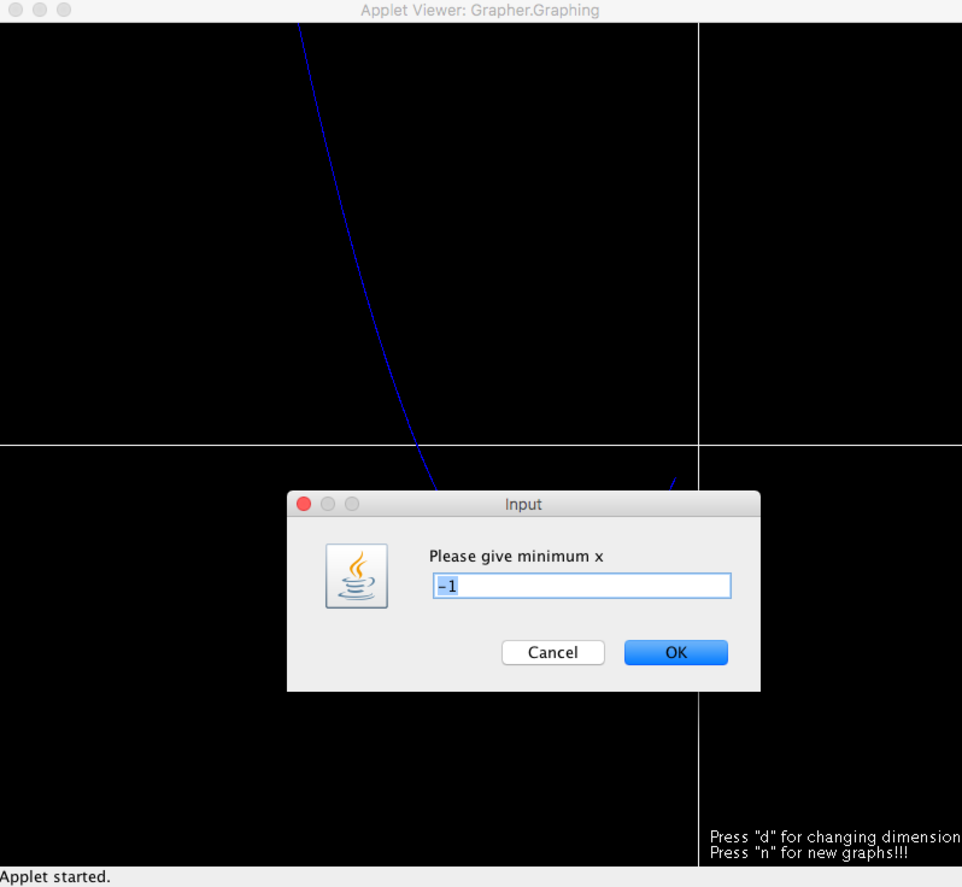 Applet Viewer: Grapher.Graphing
Input
Please give minimum x
-1
Cancel
OK
Press "d" for changing dimension
Press "n" for new graphs!!!
Applet started.